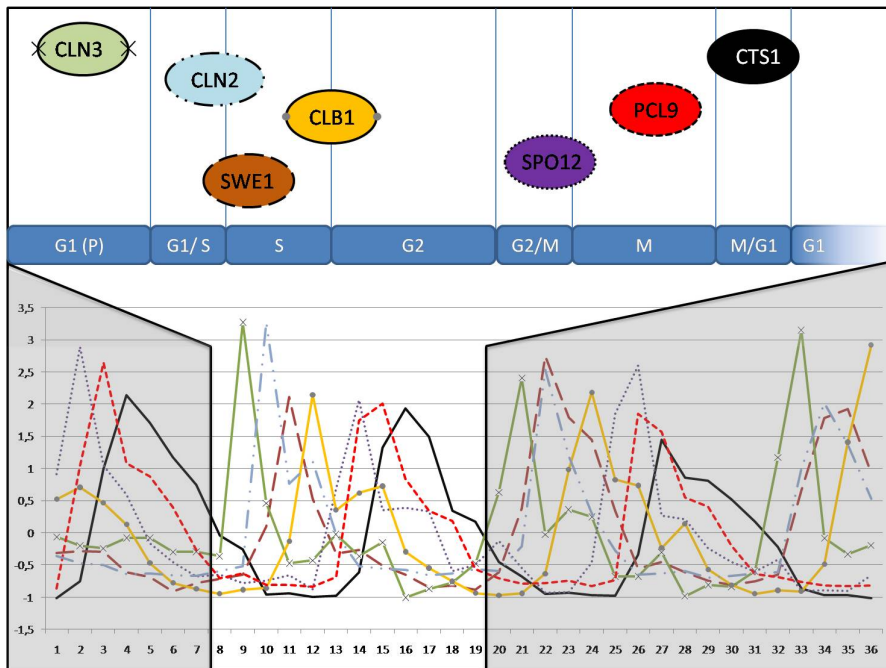 CLN3
CTS1
CLN2
PCL9
CLB1
SPO12
SWE1
G1 (P) G1/ S S G2 G2/M M M/G1 G1
3,5
3
2,5
2
1,5
1
0,5
0
-0,5
-1
-1,5
1 2 3 4 5 6 7 8 9 10 11 12 13 14 15 16 17 18 19 20 21 22 23 24 25 26 27 28 29 30 31 32 33 34 35 36